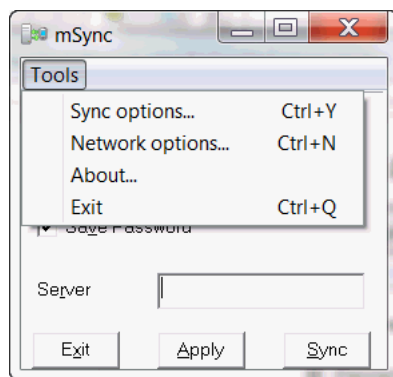 mSync
Tools
Sync options... Ctrl+Y
Network options... Ctrl+N
About...
Exit Ctrl+Q
Save Password
Server
Exit Apply Sync